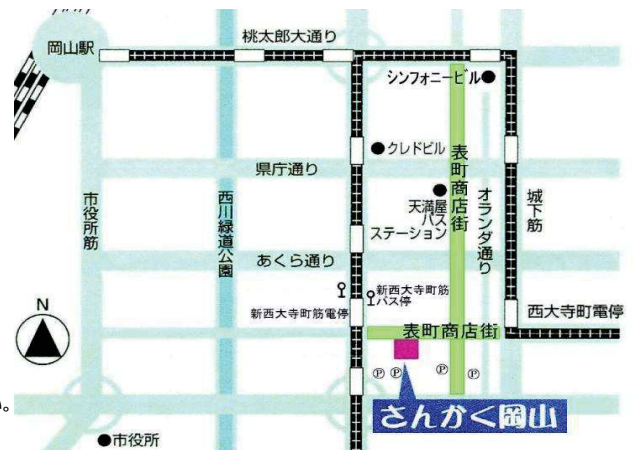 岡山駅
桃太郎大通り
シンフォニービル
クレドビル
県庁通り
表町商店街
市役所筋
西川緑道公園
天満屋
バス
ステーション
オランダ通り
城下筋
あくら通り
新西大寺町筋
バス停
新西大寺町筋電停
西大寺町電停
N
表町商店街
Ⓟ Ⓟ Ⓟ Ⓟ
さんかく岡山
い。
市役所